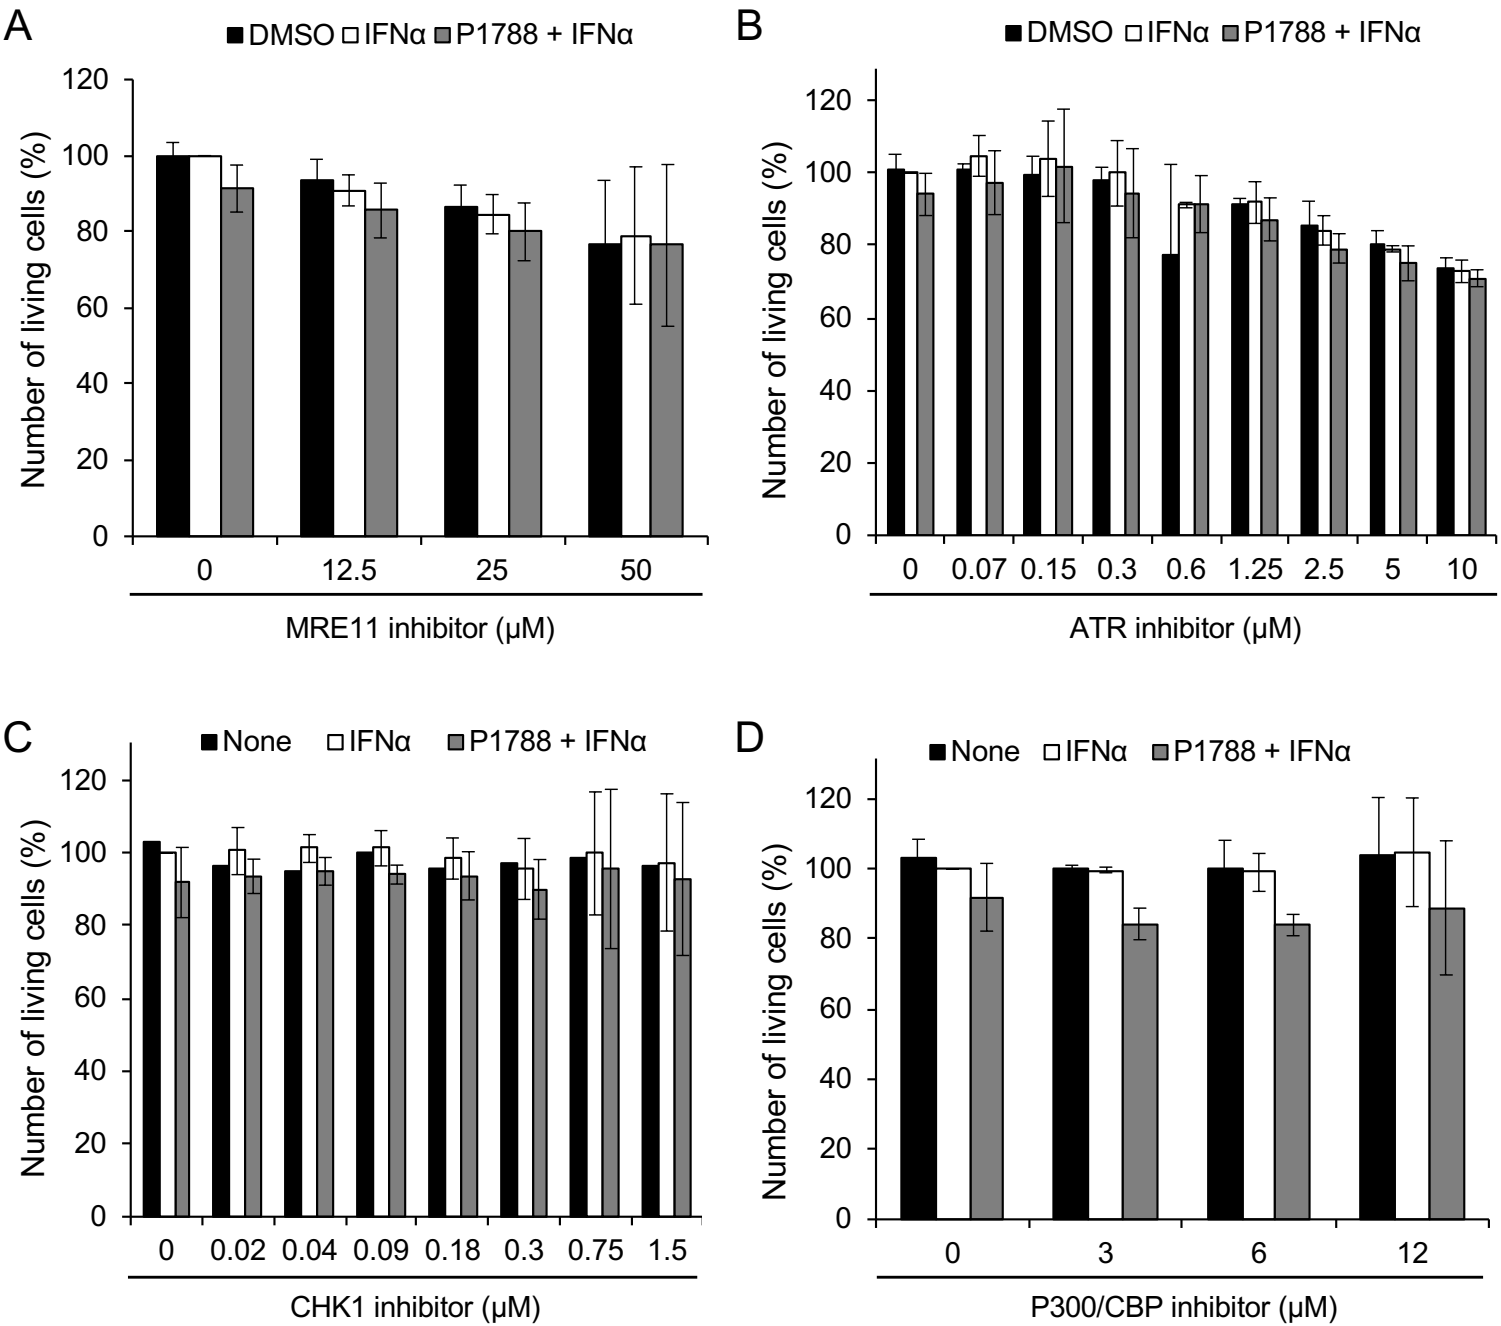 A
DMSO IFNα P1788 + IFNα
Number of living cells (%)
120
100
80
60
40
20
0
0 12.5 25 50
MRE11 inhibitor (µM)
B
DMSO IFNα P1788 + IFNα
Number of living cells (%)
120
100
80
60
40
20
0
0 0.07 0.15 0.3 0.6 1.25 2.5 5 10
ATR inhibitor (µM)
C
None IFNα P1788 + IFNα
Number of living cells (%)
120
100
80
60
40
20
0
0 0.02 0.04 0.09 0.18 0.3 0.75 1.5
CHK1 inhibitor (µM)
D
None IFNα P1788 + IFNα
Number of living cells (%)
120
100
80
60
40
20
0
0 3 6 12
P300/CBP inhibitor (µM)